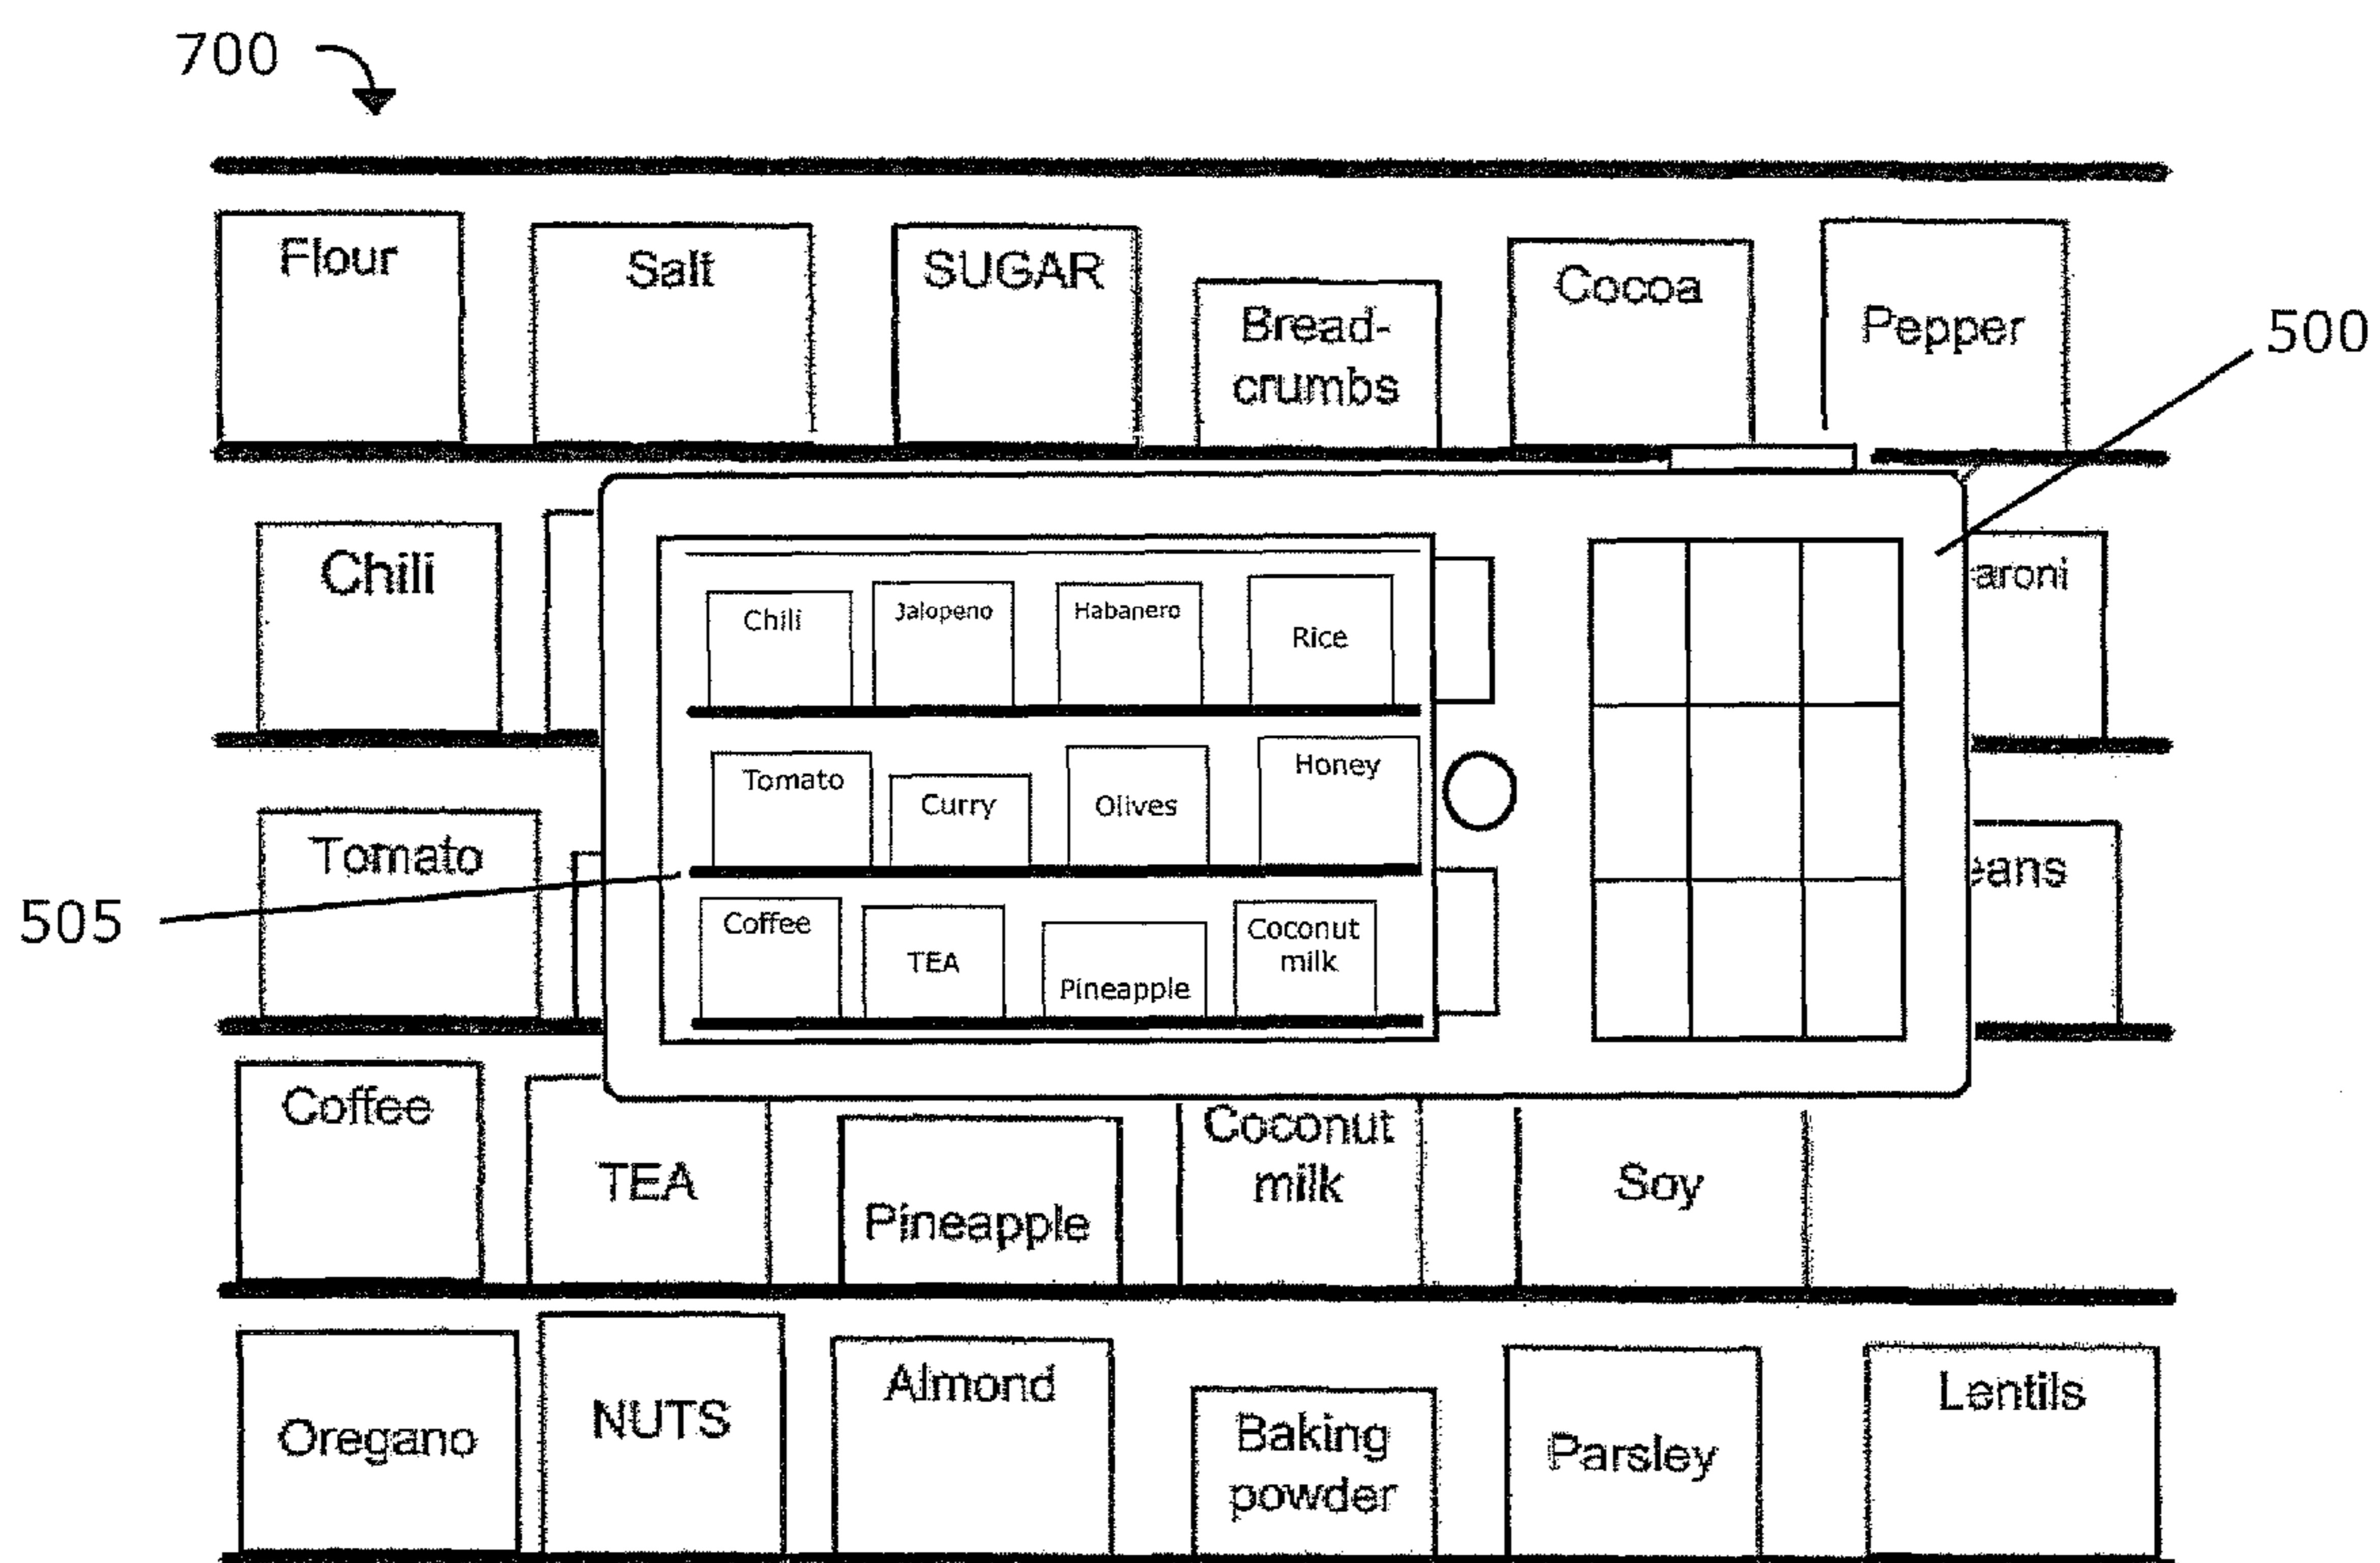 700
Flour
Salt
SUGAR
Bread-
crumbs
Cocoa
Pepper
500
Chili
aroni
Chili
Jalopeno
Habanero
Rice
Tomato
eans
Tomato
Curry
Olives
Honey
505
Coffee
TEA
Pineapple
Coconut
milk
Coffee
TEA
Pineapple
Coconut
milk
Soy
Oregano
NUTS
Almond
Baking
powder
Parsley
Lentils